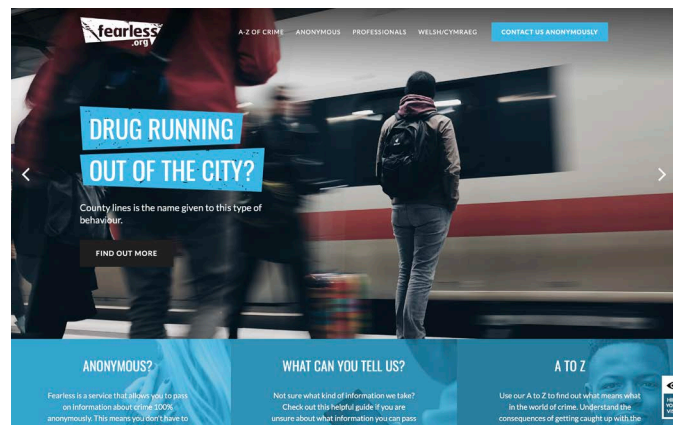 fearless
.org
A-Z OF CRIME ANONYMOUS PROFESSIONALS WELSH/CYMRAEG CONTACT US ANONYMOUSLY
DRUG RUNNING
OUT OF THE CITY?
County lines is the name given to this type of
behaviour.
FIND OUT MORE
ANONYMOUS?
Fearless is a service that allows you to pass
on information about crime 100%
anonymously. This means you don't have to
WHAT CAN YOU TELL US?
Not sure what kind of information we take?
Check out this helpful guide if you are
unsure about what information you can pass
A TO Z
Use our A to Z to find out what means what
in the world of crime. Understand the
consequences of getting caught up with the